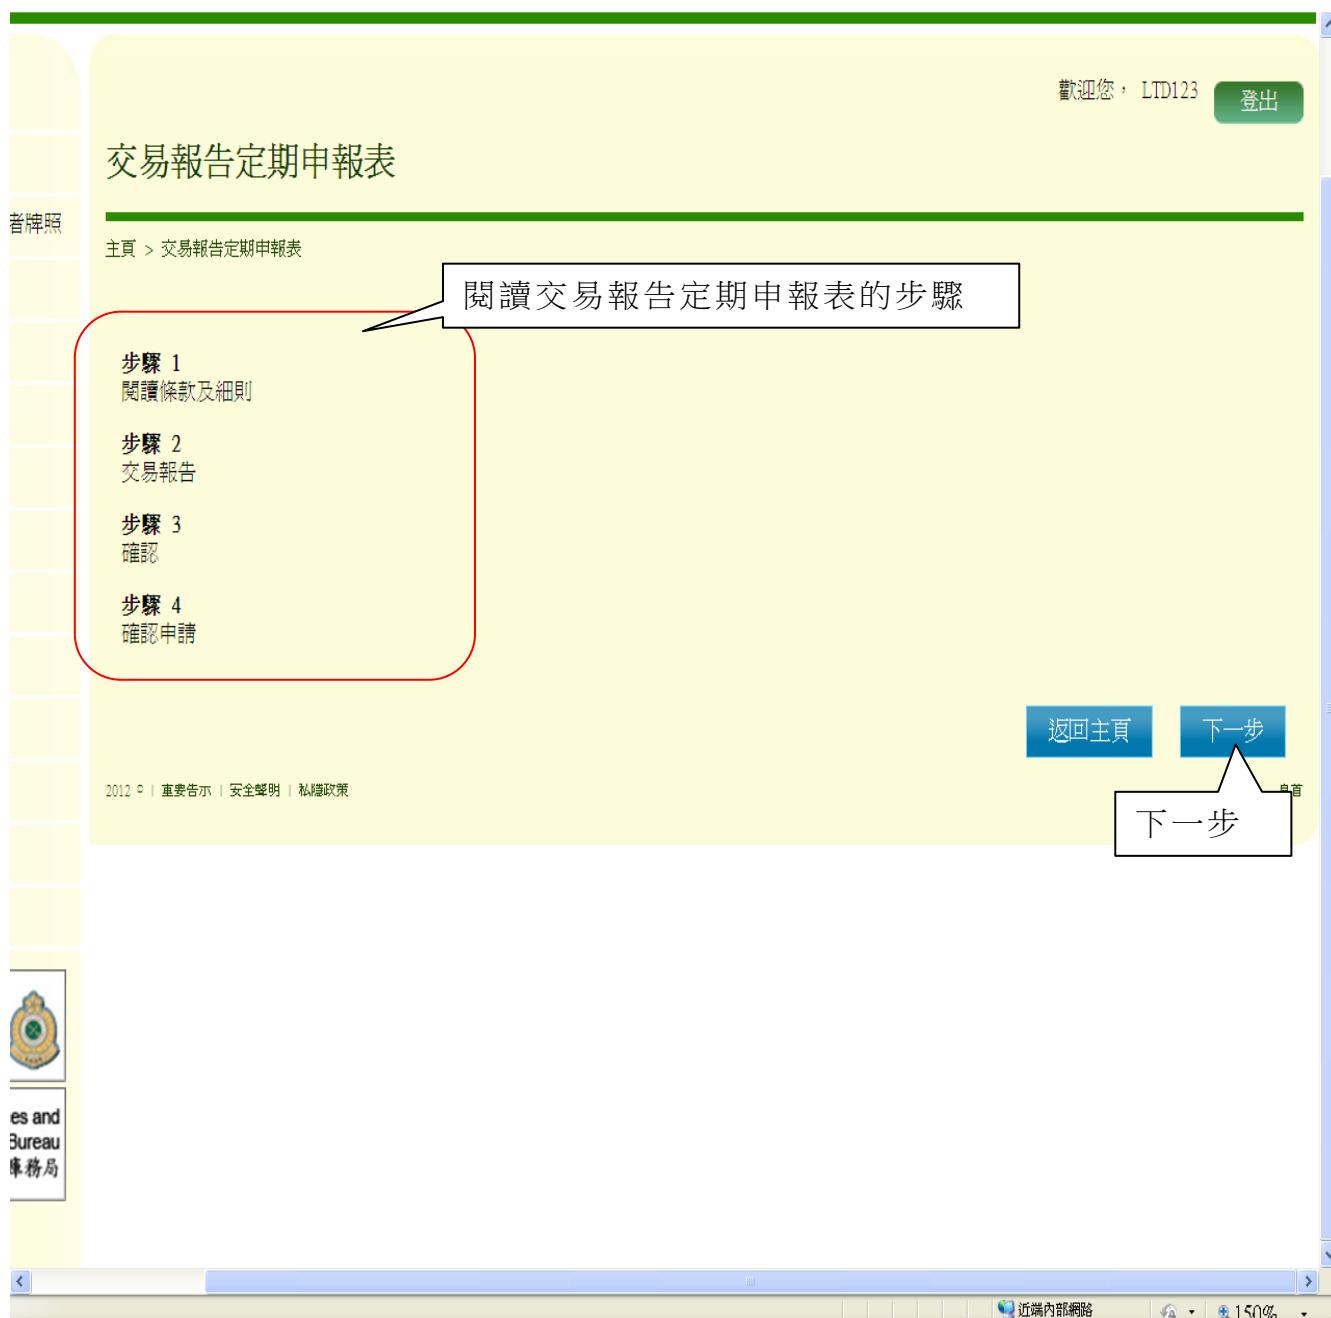 歡迎您， LTD123
登出
交易報告定期申報表
者牌照
主頁 > 交易報告定期申報表
閱讀交易報告定期申報表的步驟
步驟 1
閱讀條款及細則
步驟 2
交易報告
步驟 3
確認
步驟 4
確認申請
返回主頁
下一步
2012 © | 重要告示 | 安全聲明 | 私隱政策
頁首
下一步
es and
Bureau
庫務局
近端內部網路
150%